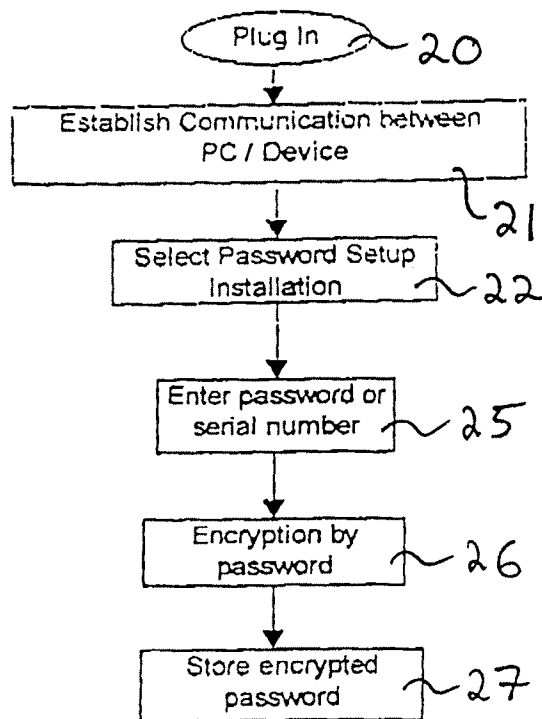 Plug In
20
Establish Communication between
PC / Device
21
Select Password Setup
Installation
22
Enter password or
serial number
25
Encryption by
password
26
Store encrypted
password
27